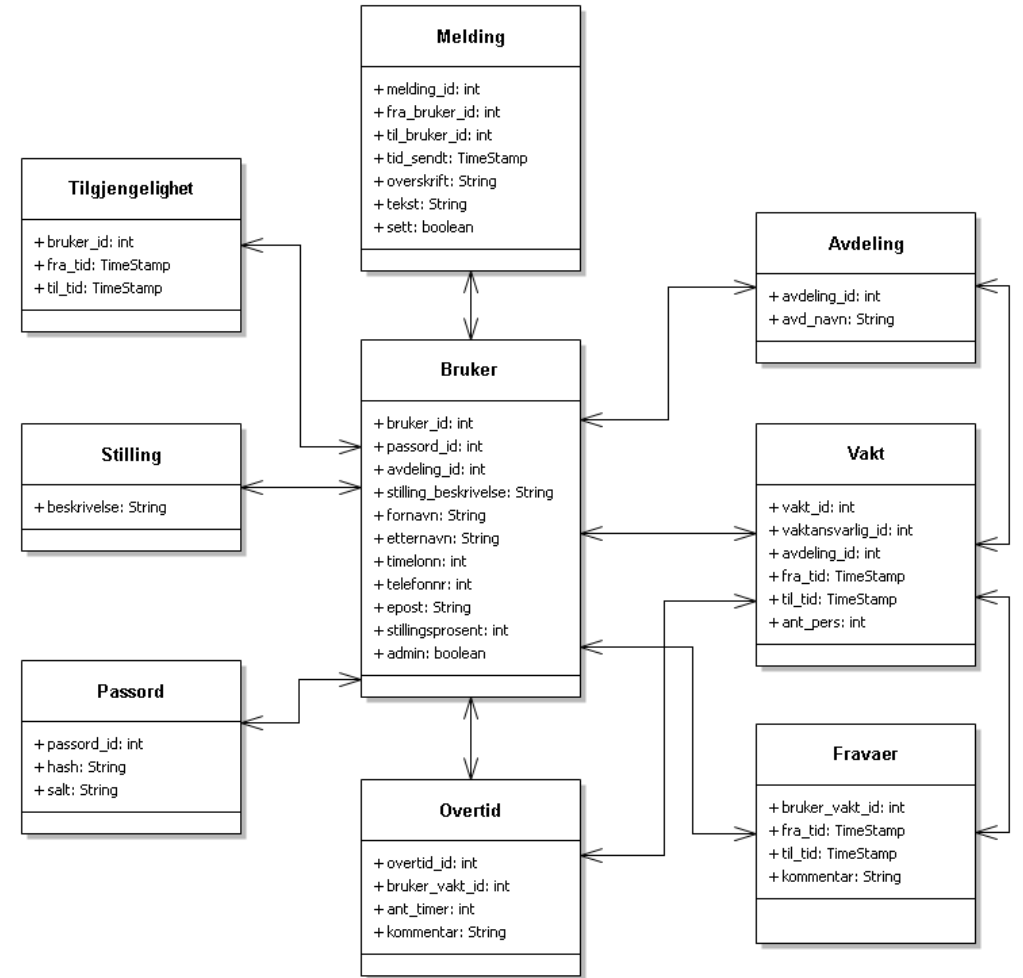 Melding
+melding_id: int
+fra_bruker_id: int
+til_bruker_id: int
+tid_sendt: TimeStamp
+overskrift: String
+tekst: String
+sett: boolean
Tilgjengelighet
+bruker_id: int
+fra_tid: TimeStamp
+til_tid: TimeStamp
Avdeling
+avdeling_id: int
+avd_navn: String
Bruker
+bruker_id: int
+passord_id: int
+avdeling_id: int
+stilling_beskrivelse: String
+fornavn: String
+etternavn: String
+timelonn: int
+telefonnr: int
+epost: String
+stillingsprosent: int
+admin: boolean
Stilling
+beskrivelse: String
Vakt
+vakt_id: int
+vaktansvarlig_id: int
+avdeling_id: int
+fra_tid: TimeStamp
+til_tid: TimeStamp
+ant_pers: int
Passord
+passord_id: int
+hash: String
+salt: String
Overtid
+overtid_id: int
+bruker_vakt_id: int
+ant_timer: int
+kommentar: String
Fravaer
+bruker_vakt_id: int
+fra_tid: TimeStamp
+til_tid: TimeStamp
+kommentar: String